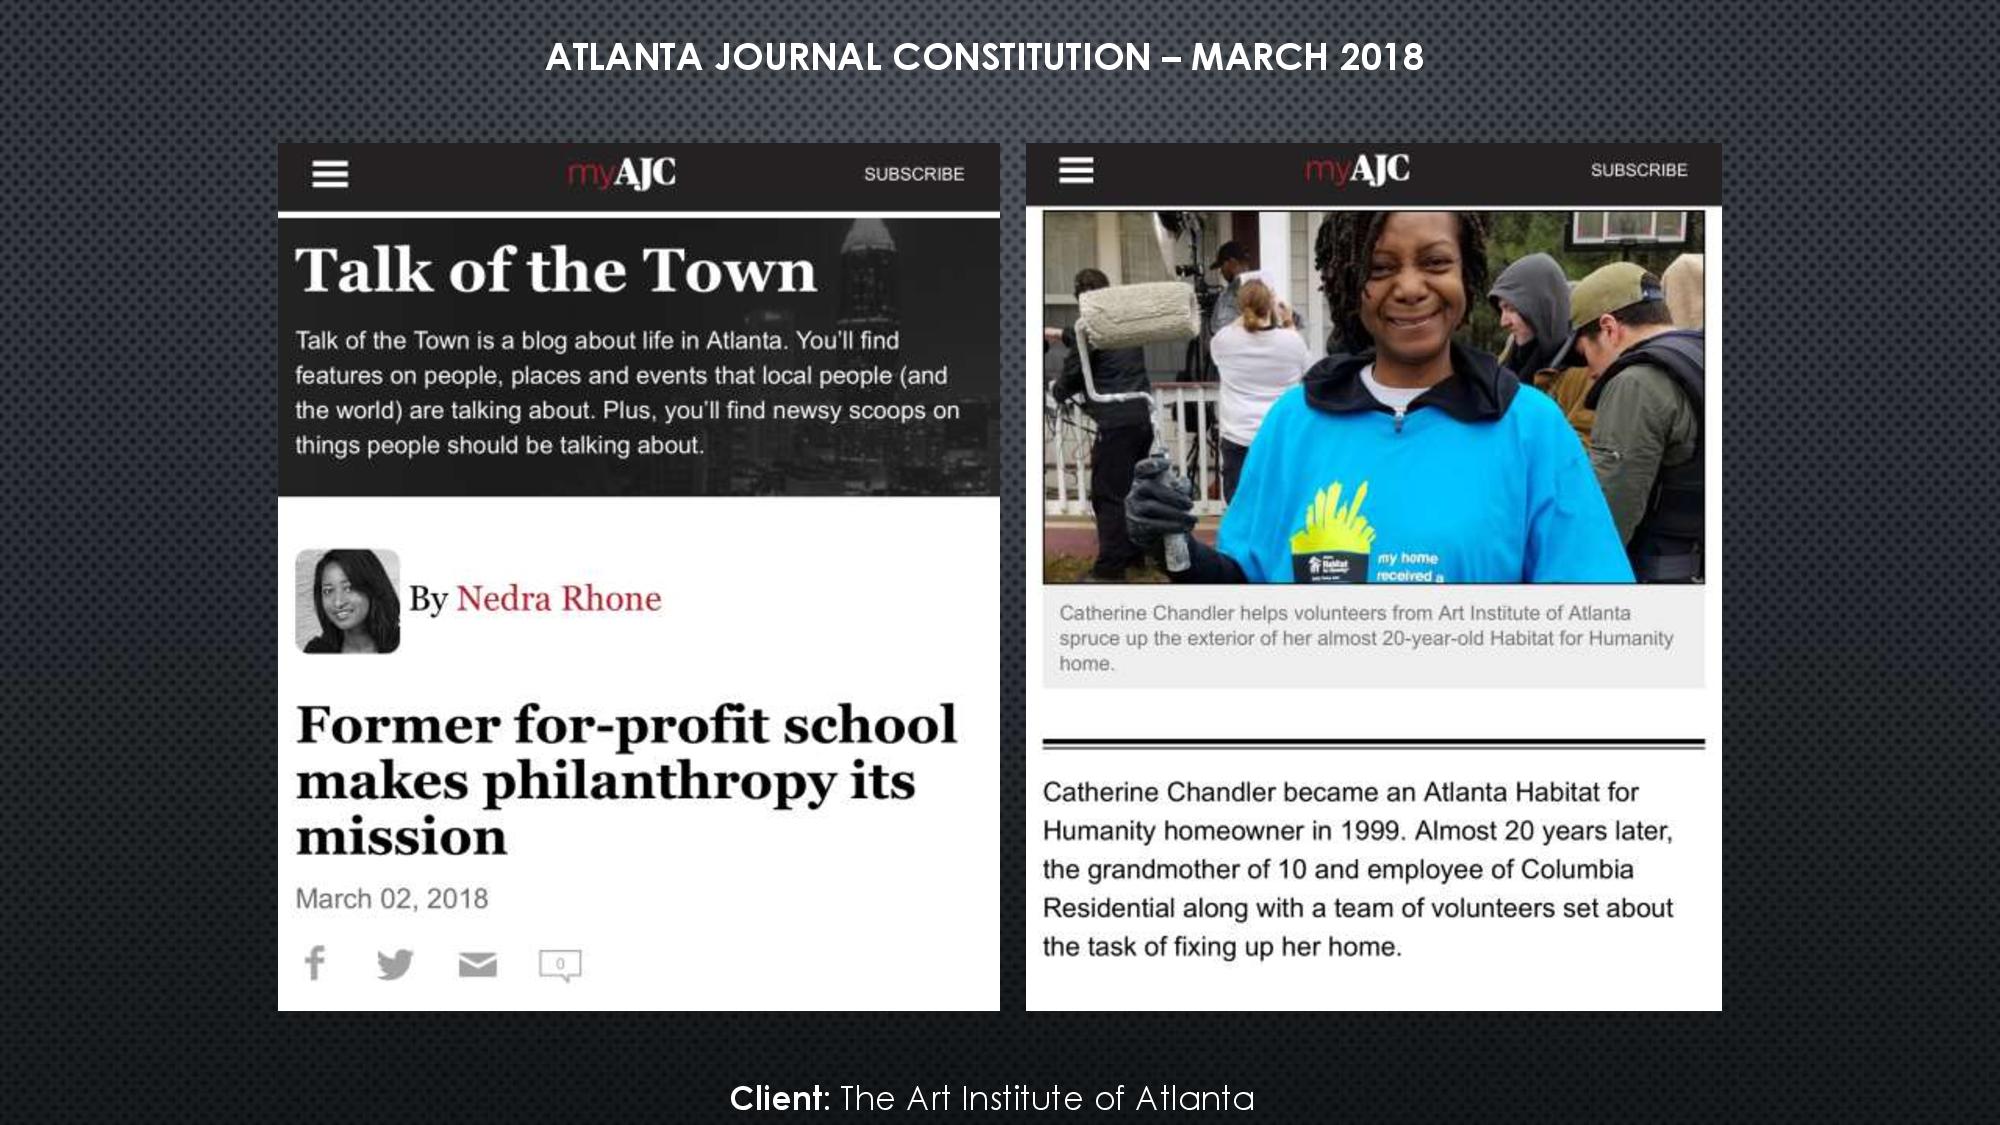 ATLANTA JOURNAL CONSTITUTION – MARCH 2018
myAJC
SUBSCRIBE
Talk of the Town
Talk of the Town is a blog about life in Atlanta. You'll find
features on people, places and events that local people (and
the world) are talking about. Plus, you'll find newsy scoops on
things people should be talking about.
By Nedra Rhone
Former for-profit school
makes philanthropy its
mission
March 02, 2018
0
myAJC
SUBSCRIBE
Habitat
my home
received a
Catherine Chandler helps volunteers from Art Institute of Atlanta
spruce up the exterior of her almost 20-year-old Habitat for Humanity
home.
Catherine Chandler became an Atlanta Habitat for
Humanity homeowner in 1999. Almost 20 years later,
the grandmother of 10 and employee of Columbia
Residential along with a team of volunteers set about
the task of fixing up her home.
Client: The Art Institute of Atlanta